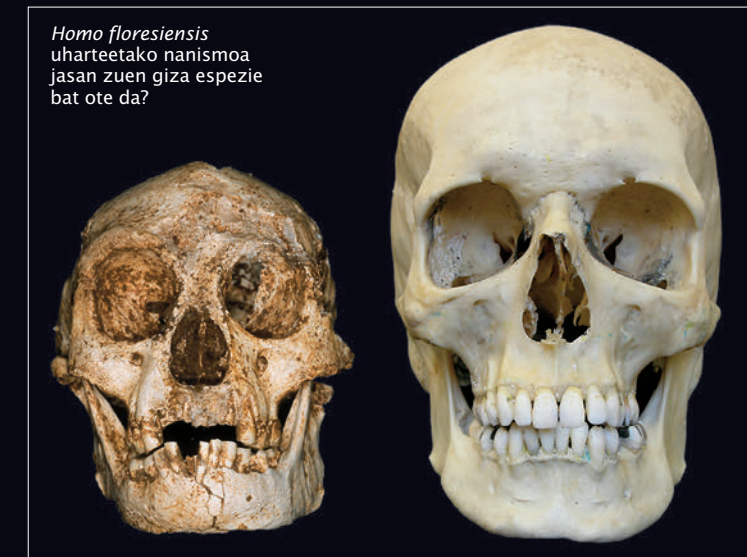 Homo floresiensis
uharteetako nanismoa
jasan zuen giza espezie
bat ote da?